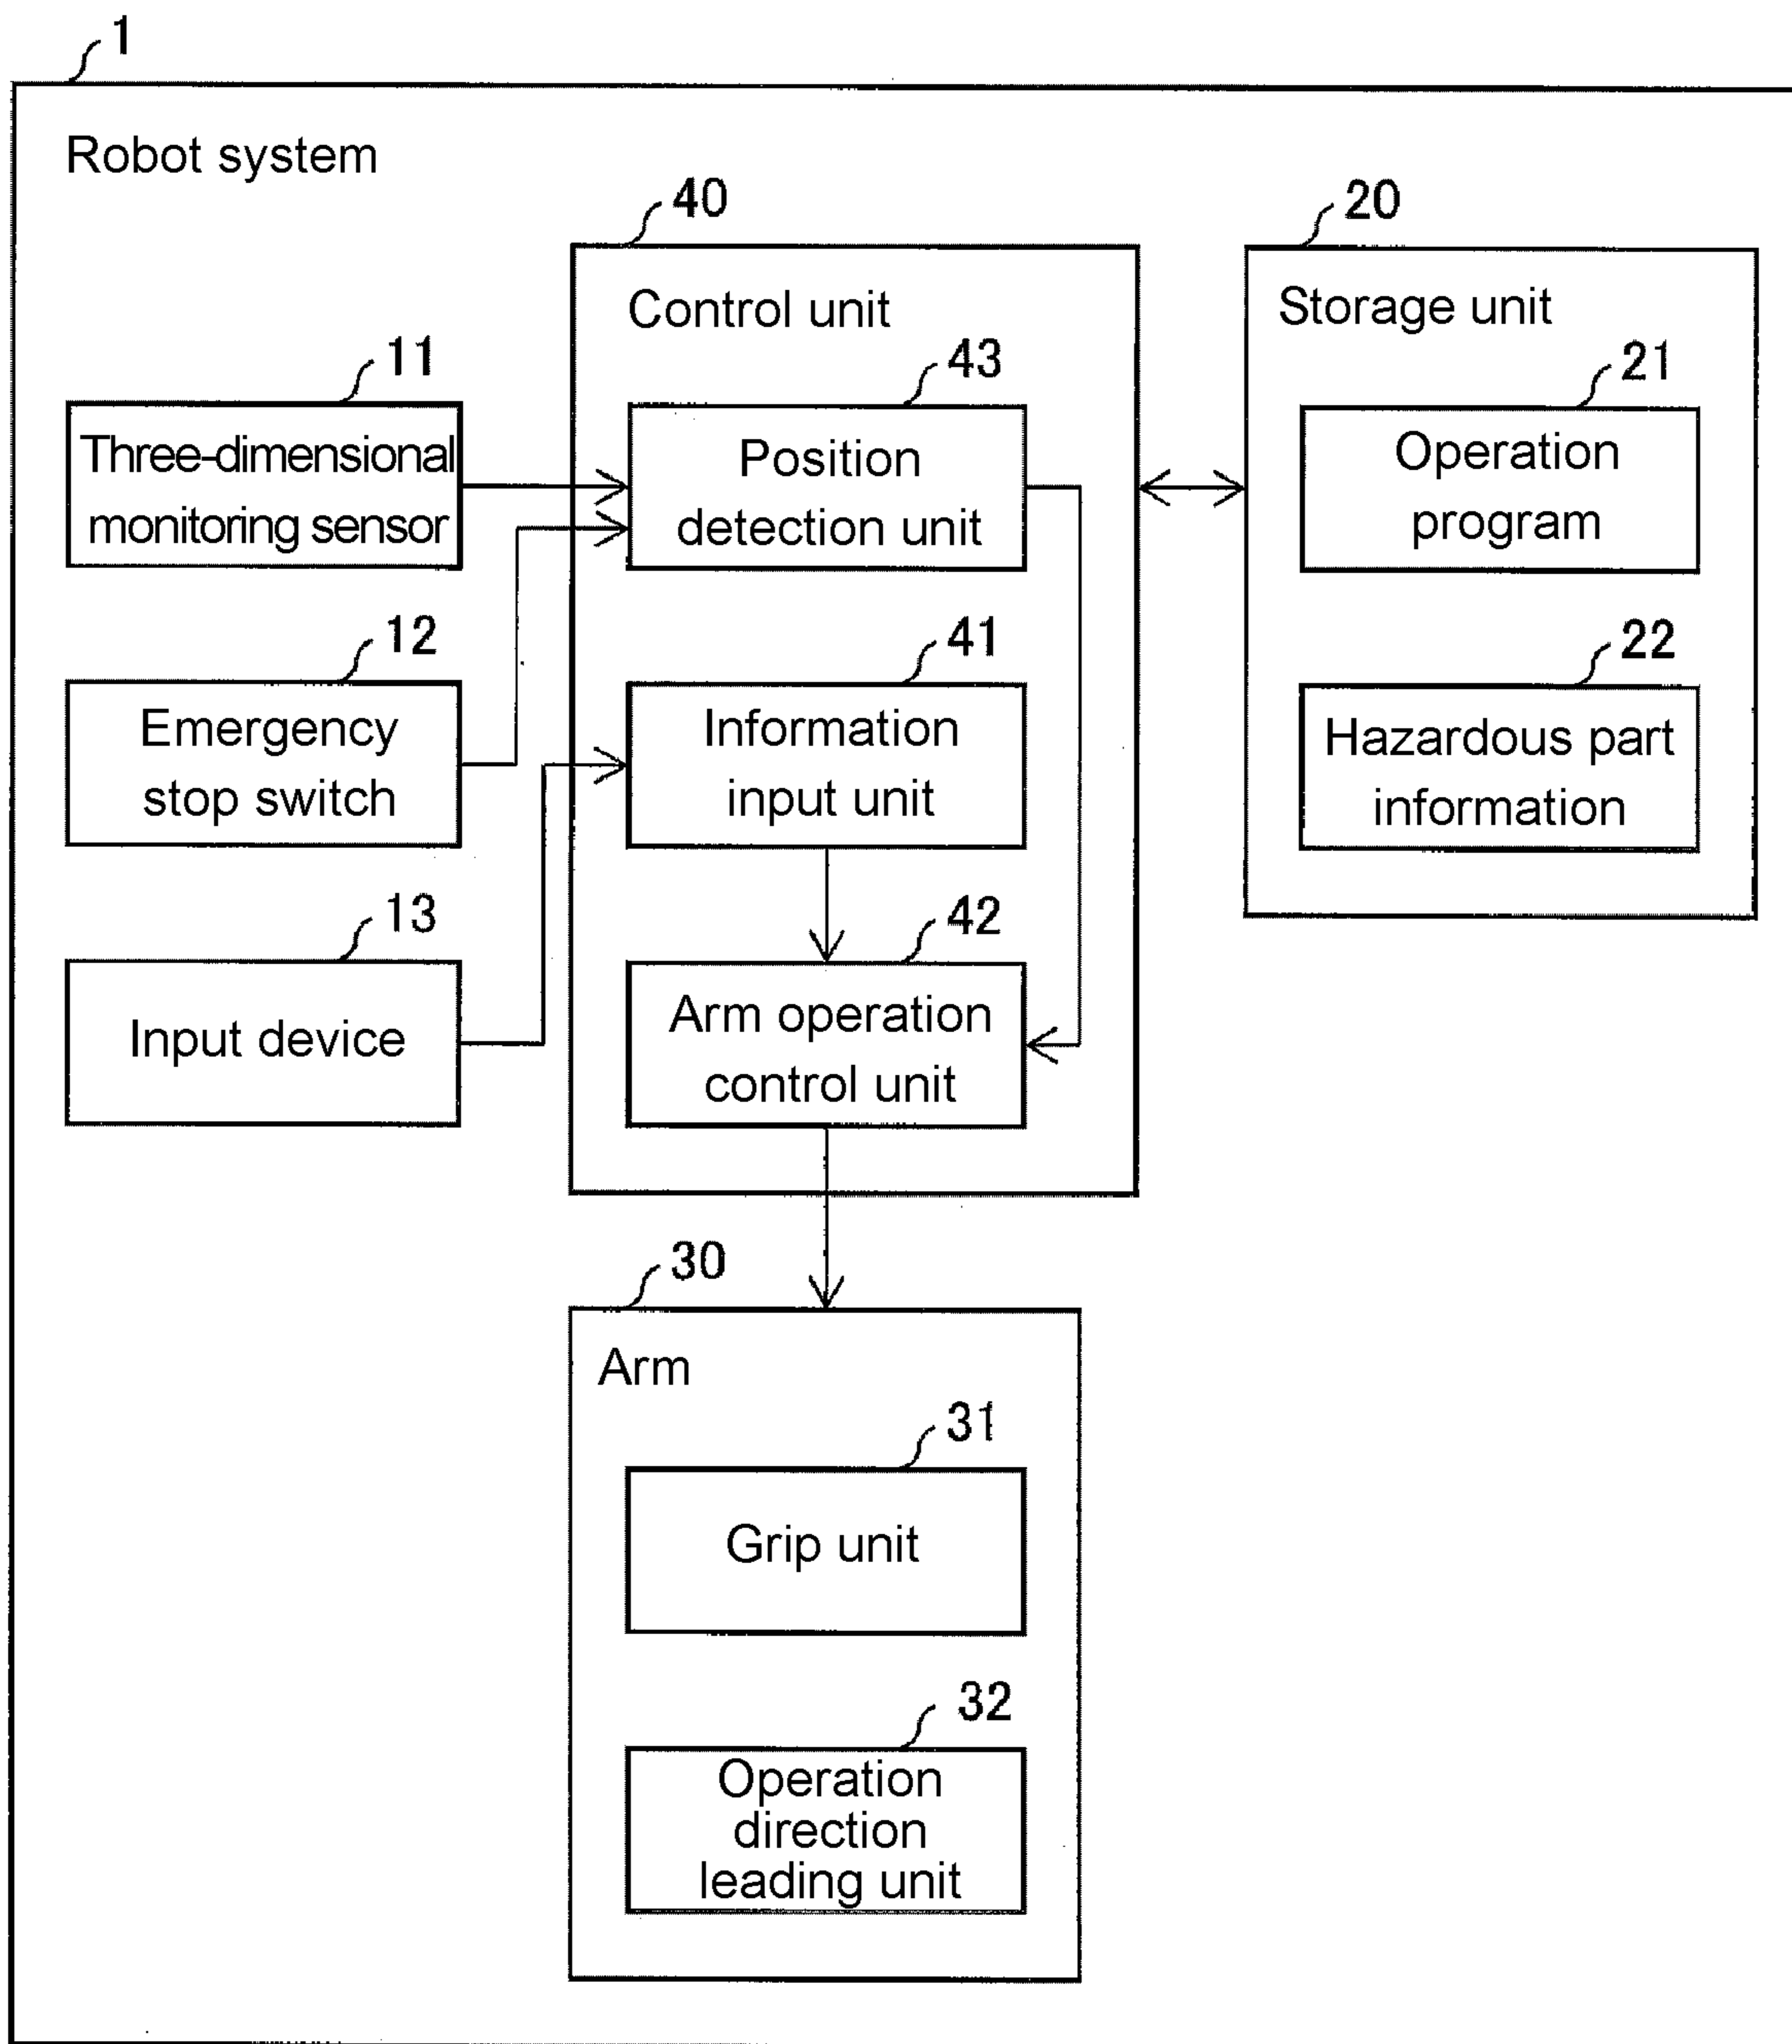 1
Robot system
40
20
Control unit
Storage unit
11
43
21
Three-dimensional
monitoring sensor
Position
detection unit
Operation
program
12
41
22
Emergency
stop switch
Information
input unit
Hazardous part
information
13
42
Input device
Arm operation
control unit
30
Arm
31
Grip unit
32
Operation
direction
leading unit